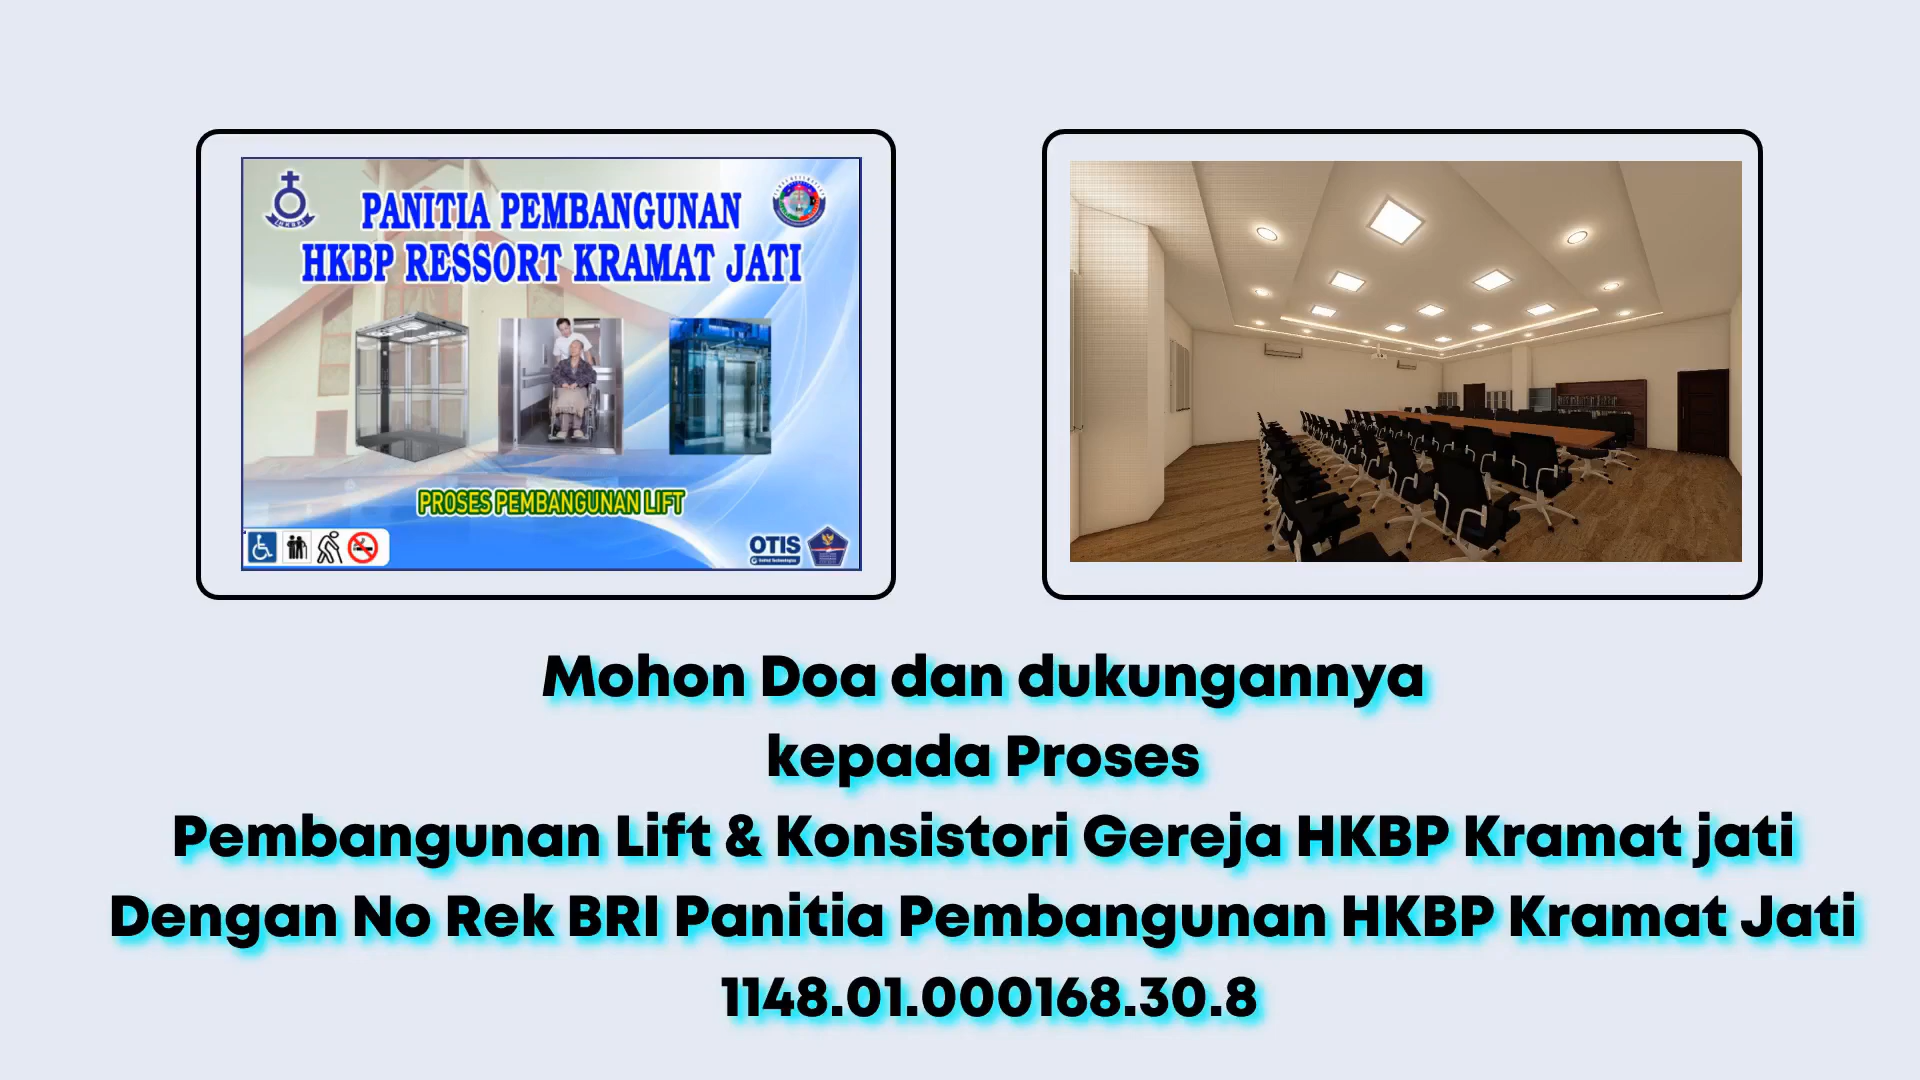 PANITIA PEMBANGUNAN
HKBP RESSORT KRAMAT JATI
PROSES PEMBANGUNAN LIFT
OTIS
Mohon Doa dan dukungannya
kepada Proses
Pembangunan Lift & Konsistori Gereja HKBP Kramat jati
Dengan No Rek BRI Panitia Pembangunan HKBP Kramat Jati
1148.01.000168.30.8